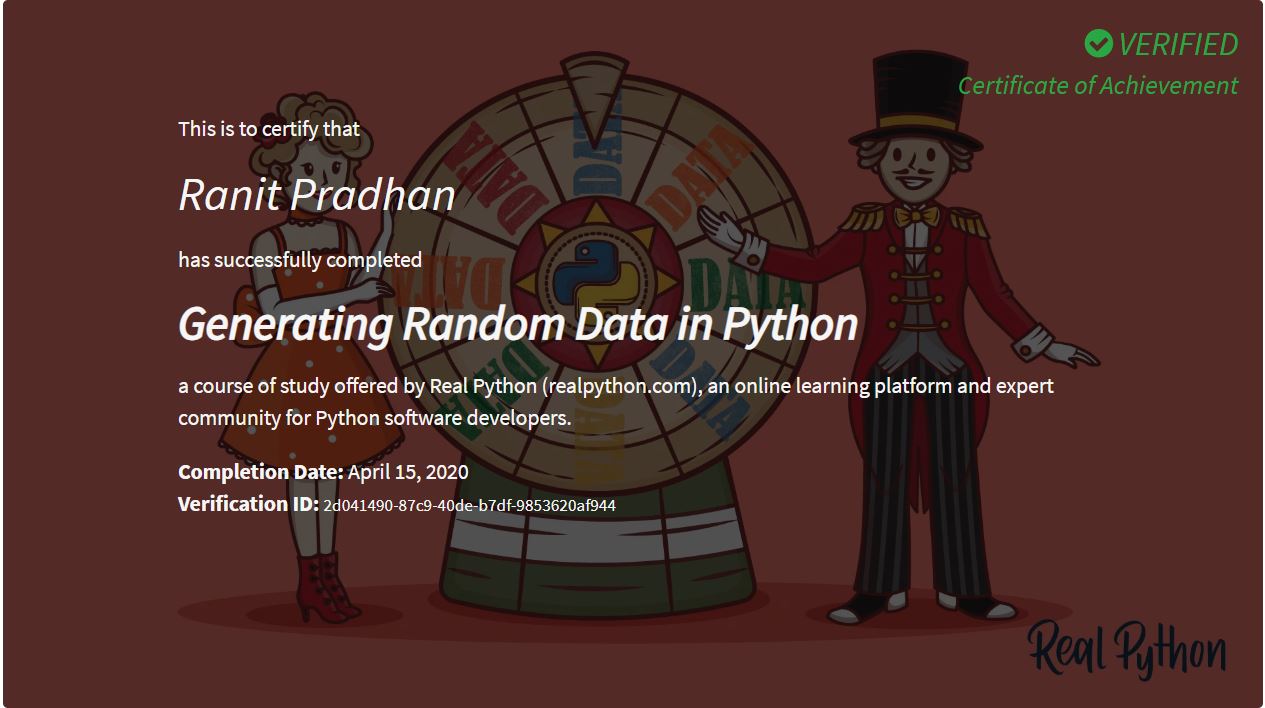 VERIFIED
Certificate of Achievement
This is to certify that
Ranit Pradhan
has successfully completed
Generating Random Data in Python
a course of study offered by Real Python (realpython.com), an online learning platform and expert
community for Python software developers.
Completion Date: April 15, 2020
Verification ID: 2d041490-87c9-40de-b7df-9853620af944
DATA
DATA
DATA
DATA
DATA
DATA
DATA
DATA
Real Python